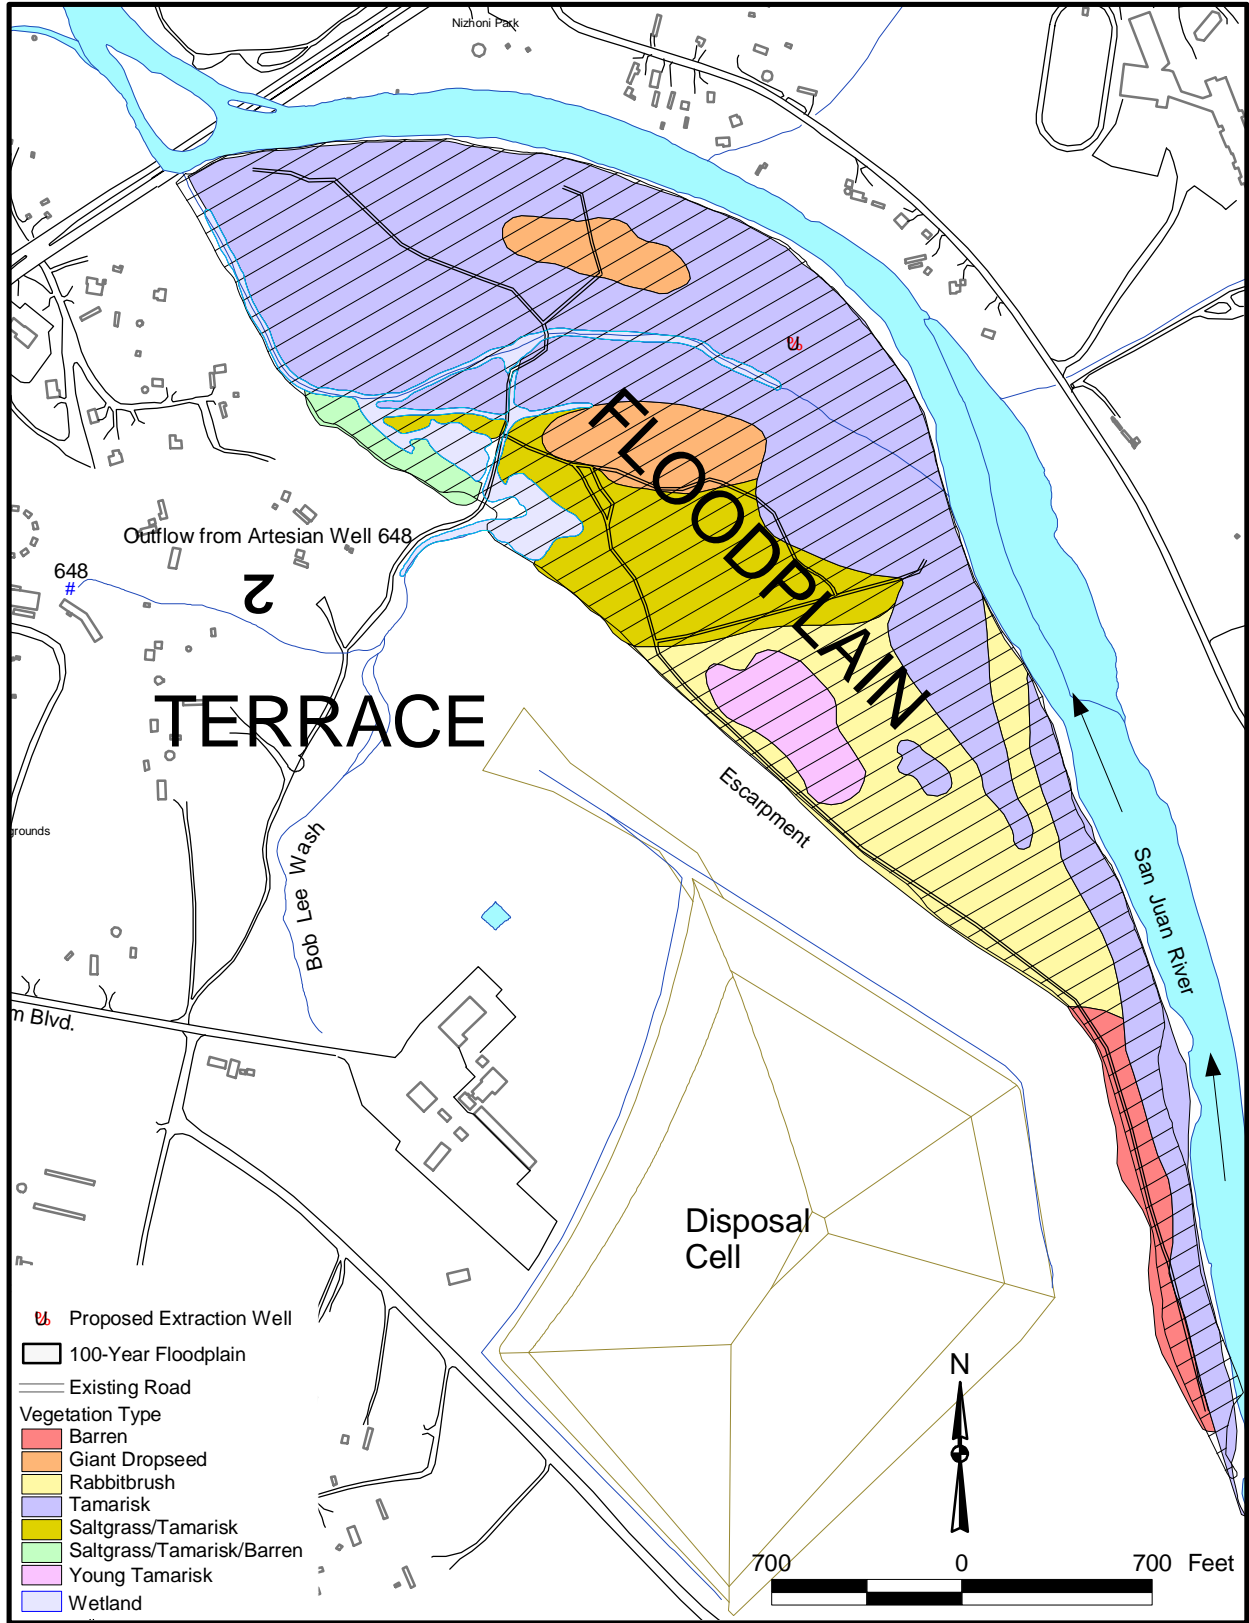 Nizhoni Park
FLOODPLAIN
Outflow from Artesian Well 648
648
#
2
TERRACE
Escarpment
grounds
Bob Lee Wash
San Juan River
m Blvd.
Disposal
Cell
Proposed Extraction Well
100-Year Floodplain
Existing Road
Vegetation Type
Barren
Giant Dropseed
Rabbitbrush
Tamarisk
Saltgrass/Tamarisk
Saltgrass/Tamarisk/Barren
Young Tamarisk
Wetland
N
700 0 700 Feet